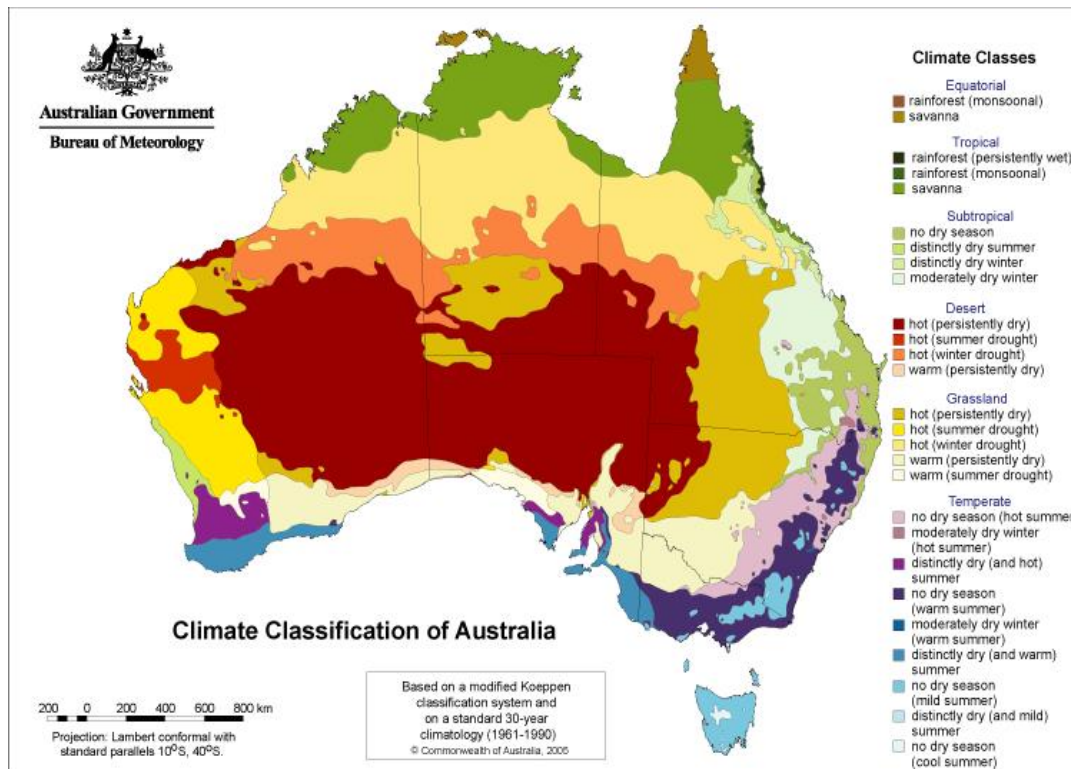 Australian Government
Bureau of Meteorology
Climate Classes
Equatorial
rainforest (monsoonal)
savanna
Tropical
rainforest (persistently wet)
rainforest (monsoonal)
savanna
Subtropical
no dry season
distinctly dry summer
distinctly dry winter
moderately dry winter
Desert
hot (persistently dry)
hot (summer drought)
hot (winter drought)
warm (persistently dry)
Grassland
hot (persistently dry)
hot (summer drought)
hot (winter drought)
warm (persistently dry)
warm (summer drought)
Temperate
no dry season (hot summer
moderately dry winter
(hot summer)
distinctly dry (and hot)
summer
no dry season
(warm summer)
moderately dry winter
(warm summer)
distinctly dry (and warm)
summer
no dry season
(mild summer)
distinctly dry (and mild)
summer
no dry season
(cool summer)
Climate Classification of Australia
Based on a modified Koeppen
classification system and
on a standard 30-year
climatology (1961-1990)
© Commonwealth of Australia, 2005
200 0 200 400 600 800 km
Projection: Lambert conformal with
standard parallels 10°S, 40°S.